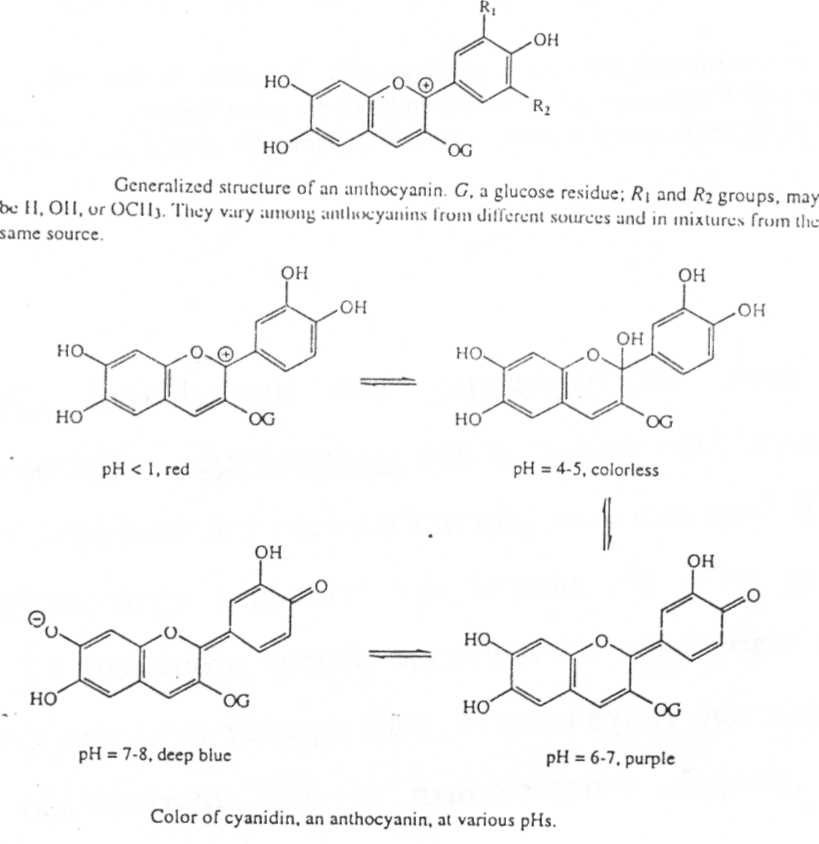 R1
OH
HO
O
⊕
R2
HO
OG
Generalized structure of an anthocyanin. G, a glucose residue; R1 and R2 groups, may
be H, OH, or OCH3. They vary among anthocyanins from different sources and in mixtures from the
same source.
OH
OH
HO
O
⊕
HO
OG
pH < 1, red
OH
OH
OH
HO
O
HO
OG
pH = 4-5, colorless
OH
O
⊖
O
O
HO
OG
pH = 7-8, deep blue
OH
O
HO
O
HO
OG
pH = 6-7, purple
Color of cyanidin, an anthocyanin, at various pHs.